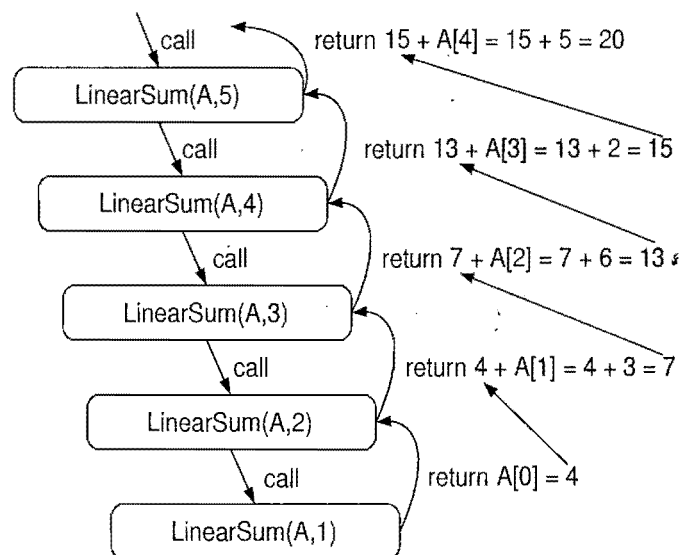 call
return 15 + A[4] = 15 + 5 = 20
LinearSum(A,5)
call
return 13 + A[3] = 13 + 2 = 15
LinearSum(A,4)
call
return 7 + A[2] = 7 + 6 = 13
LinearSum(A,3)
call
return 4 + A[1] = 4 + 3 = 7
LinearSum(A,2)
call
return A[0] = 4
LinearSum(A,1)